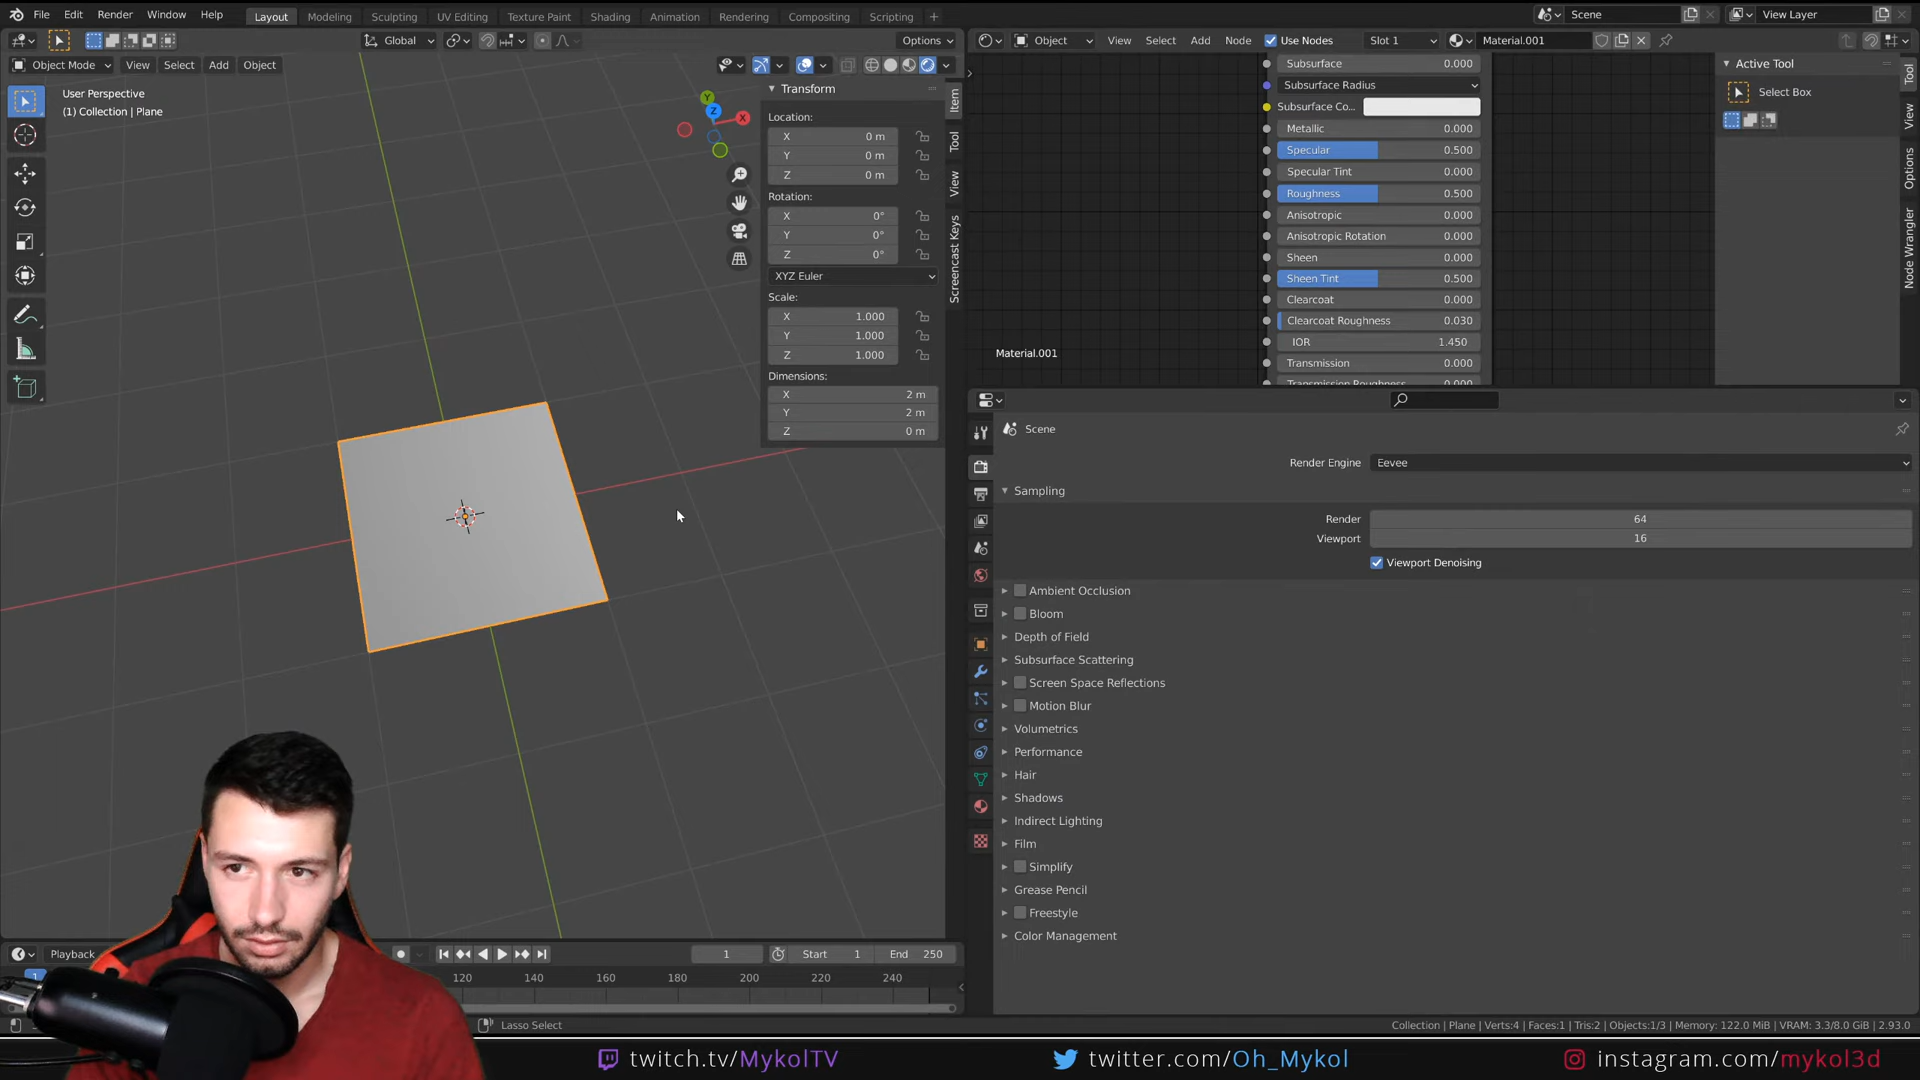 File Edit Render Window Help Layout Modeling Sculpting UV Editing Texture Paint Shading Animation Rendering Compositing Scripting + Scene View Layer
Global Options
Object View Select Add Node Use Nodes Slot 1 Material.001
Object Mode View Select Add Object
User Perspective
(1) Collection | Plane
Y
Z
X
Transform
Location:
X 0 m
Y 0 m
Z 0 m
Rotation:
X 0°
Y 0°
Z 0°
XYZ Euler
Scale:
X 1.000
Y 1.000
Z 1.000
Dimensions:
X 2 m
Y 2 m
Z 0 m
Item
Tool
View
Screencast Keys
Subsurface 0.000
Subsurface Radius
Subsurface Co...
Metallic 0.000
Specular 0.500
Specular Tint 0.000
Roughness 0.500
Anisotropic 0.000
Anisotropic Rotation 0.000
Sheen 0.000
Sheen Tint 0.500
Clearcoat 0.000
Clearcoat Roughness 0.030
IOR 1.450
Transmission 0.000
Transmission Roughness 0.000
Material.001
Active Tool
Select Box
Tool
View
Options
Node Wrangler
Scene
Render Engine Eevee
Sampling
Render 64
Viewport 16
Viewport Denoising
Ambient Occlusion
Bloom
Depth of Field
Subsurface Scattering
Screen Space Reflections
Motion Blur
Volumetrics
Performance
Hair
Shadows
Indirect Lighting
Film
Simplify
Grease Pencil
Freestyle
Color Management
Playback 1 Start 1 End 250
120 140 160 180 200 220 240
Lasso Select
Collection | Plane | Verts:4 | Faces:1 | Tris:2 | Objects:1/3 | Memory: 122.0 MiB | VRAM: 3.3/8.0 GiB | 2.93.0
twitch.tv/MykolTV twitter.com/Oh_Mykol instagram.com/mykol3d